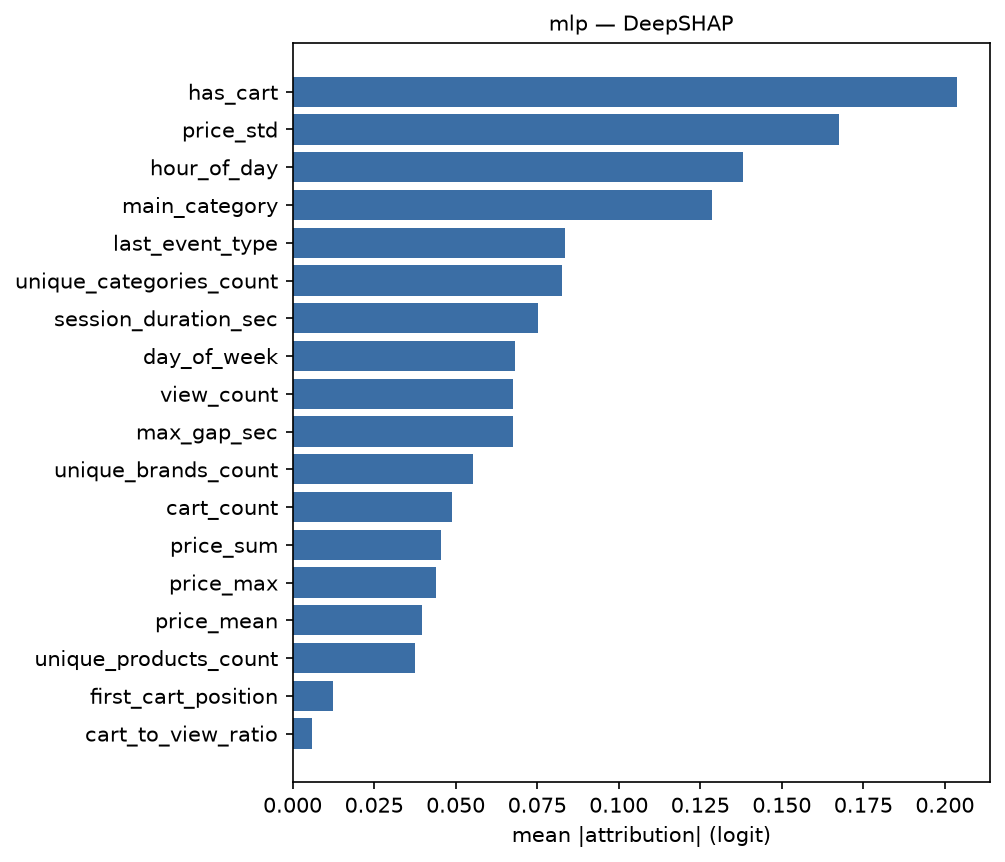 mlp — DeepSHAP
has_cart
price_std
hour_of_day
main_category
last_event_type
unique_categories_count
session_duration_sec
day_of_week
view_count
max_gap_sec
unique_brands_count
cart_count
price_sum
price_max
price_mean
unique_products_count
first_cart_position
cart_to_view_ratio
0.000 0.025 0.050 0.075 0.100 0.125 0.150 0.175 0.200
mean |attribution| (logit)